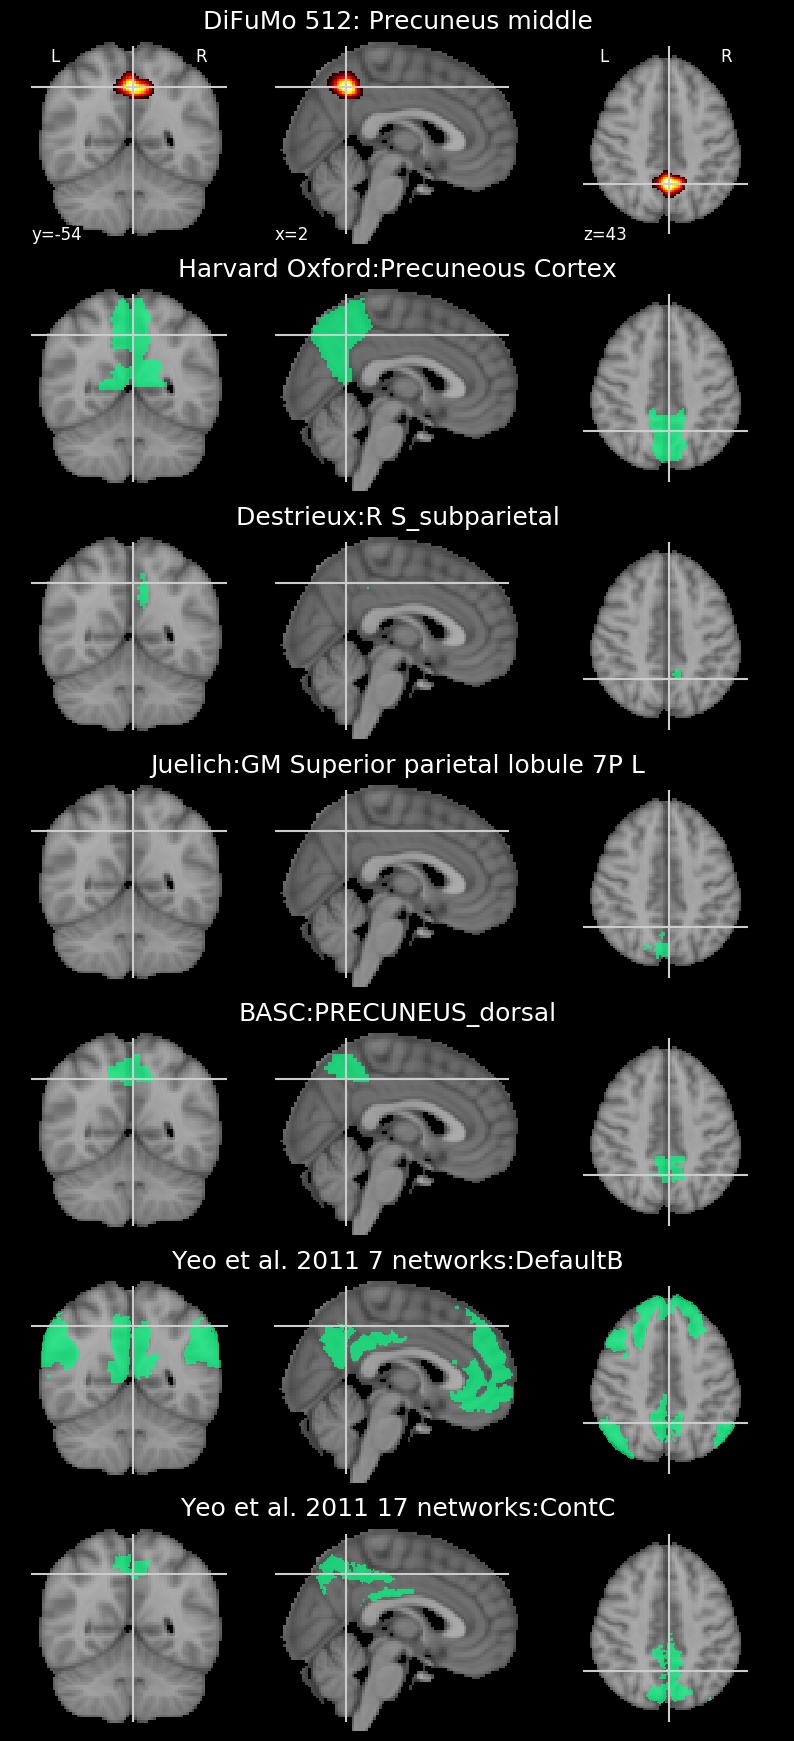 DiFuMo 512: Precuneus middle
L R L R
y=-54 x=2 z=43
Harvard Oxford:Precuneous Cortex
Destrieux:R S_subparietal
Juelich:GM Superior parietal lobule 7P L
BASC:PRECUNEUS_dorsal
Yeo et al. 2011 7 networks:DefaultB
Yeo et al. 2011 17 networks:ContC